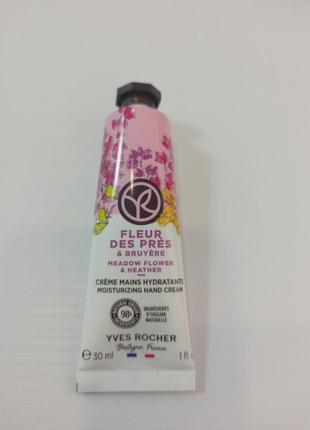 FLEUR
DES PRÉS
& BRUYÈRE
MEADOW FLOWER
& HEATHER
CRÈME MAINS HYDRATANTE
MOISTURIZING HAND CREAM
98%
INGRÉDIENTS
D'ORIGINE
NATURELLE
YVES ROCHER
Bretagne, France
℮ 30 ml 1 fl.